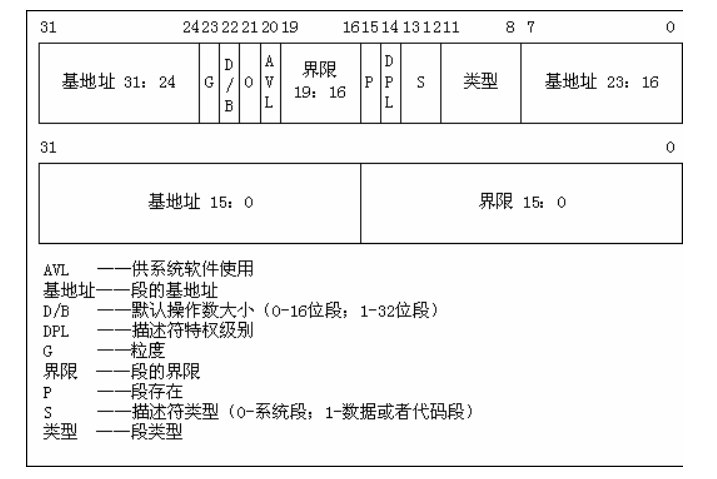 31 24 23 22 21 20 19 16 15 14 13 12 11 8 7 0
基地址 31: 24 G D/B 0 AVL 界限 19: 16 P DPL S 类型 基地址 23: 16
31 0
基地址 15: 0 界限 15: 0
AVL ——供系统软件使用
基地址——段的基地址
D/B ——默认操作数大小（0-16位段；1-32位段）
DPL ——描述符特权级别
G ——粒度
界限 ——段的界限
P ——段存在
S ——描述符类型（0-系统段；1-数据或者代码段）
类型 ——段类型